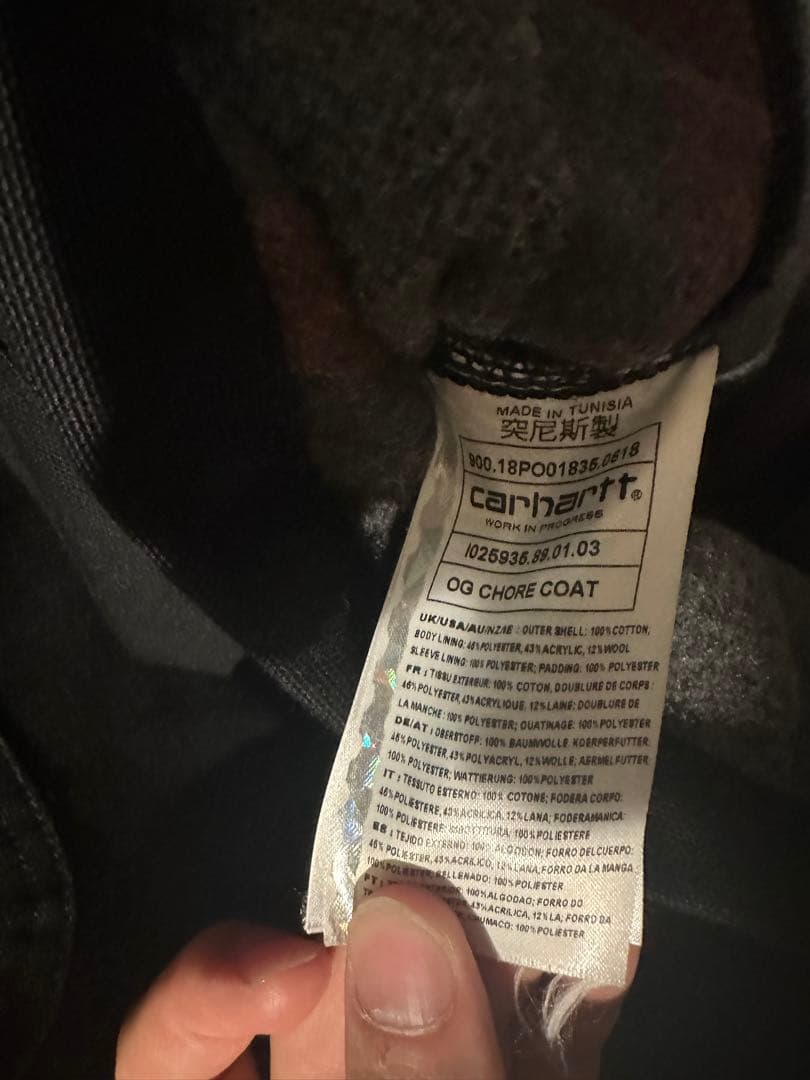 MADE IN TUNISIA
突尼斯製
900.18PO01835.0618
carhartt®
WORK IN PROGRESS
I025935.89.01.03
OG CHORE COAT
UK/USA/AU/NZ/IE : OUTER SHELL: 100% COTTON;
BODY LINING: 45% POLYESTER, 43% ACRYLIC, 12% WOOL
SLEEVE LINING: 100% POLYESTER; PADDING: 100% POLYESTER
FR : TISSU EXTERIEUR: 100% COTON, DOUBLURE DE CORPS :
45% POLYESTER, 43% ACRYLIQUE, 12% LAINE; DOUBLURE DE
LA MANCHE: 100% POLYESTER; OUATINAGE: 100% POLYESTER
DE/AT : OBERSTOFF: 100% BAUMWOLLE, KOERPERFUTTER:
45% POLYESTER, 43% POLYACRYL, 12% WOLLE; AERMELFUTTER:
100% POLYESTER; WATTIERUNG: 100% POLYESTER
IT : TESSUTO ESTERNO: 100% COTONE; FODERA CORPO:
45% POLIESTERE, 43% ACRILICA, 12% LANA; FODERA MANICA:
100% POLIESTERE; 100% POLIESTERE
ES : TEJIDO EXTERNO: 100% ALGODON; FORRO DEL CUERPO:
45% POLIESTER, 43% ACRILICO, 12% LANA, FORRO DA LA MANGA
100% POLIESTER, RELLENADO: 100% POLIESTER
PT : 100% ALGODAO; FORRO DO
43% ACRILICA, 12% LA; FORRO DA
100% POLIESTER